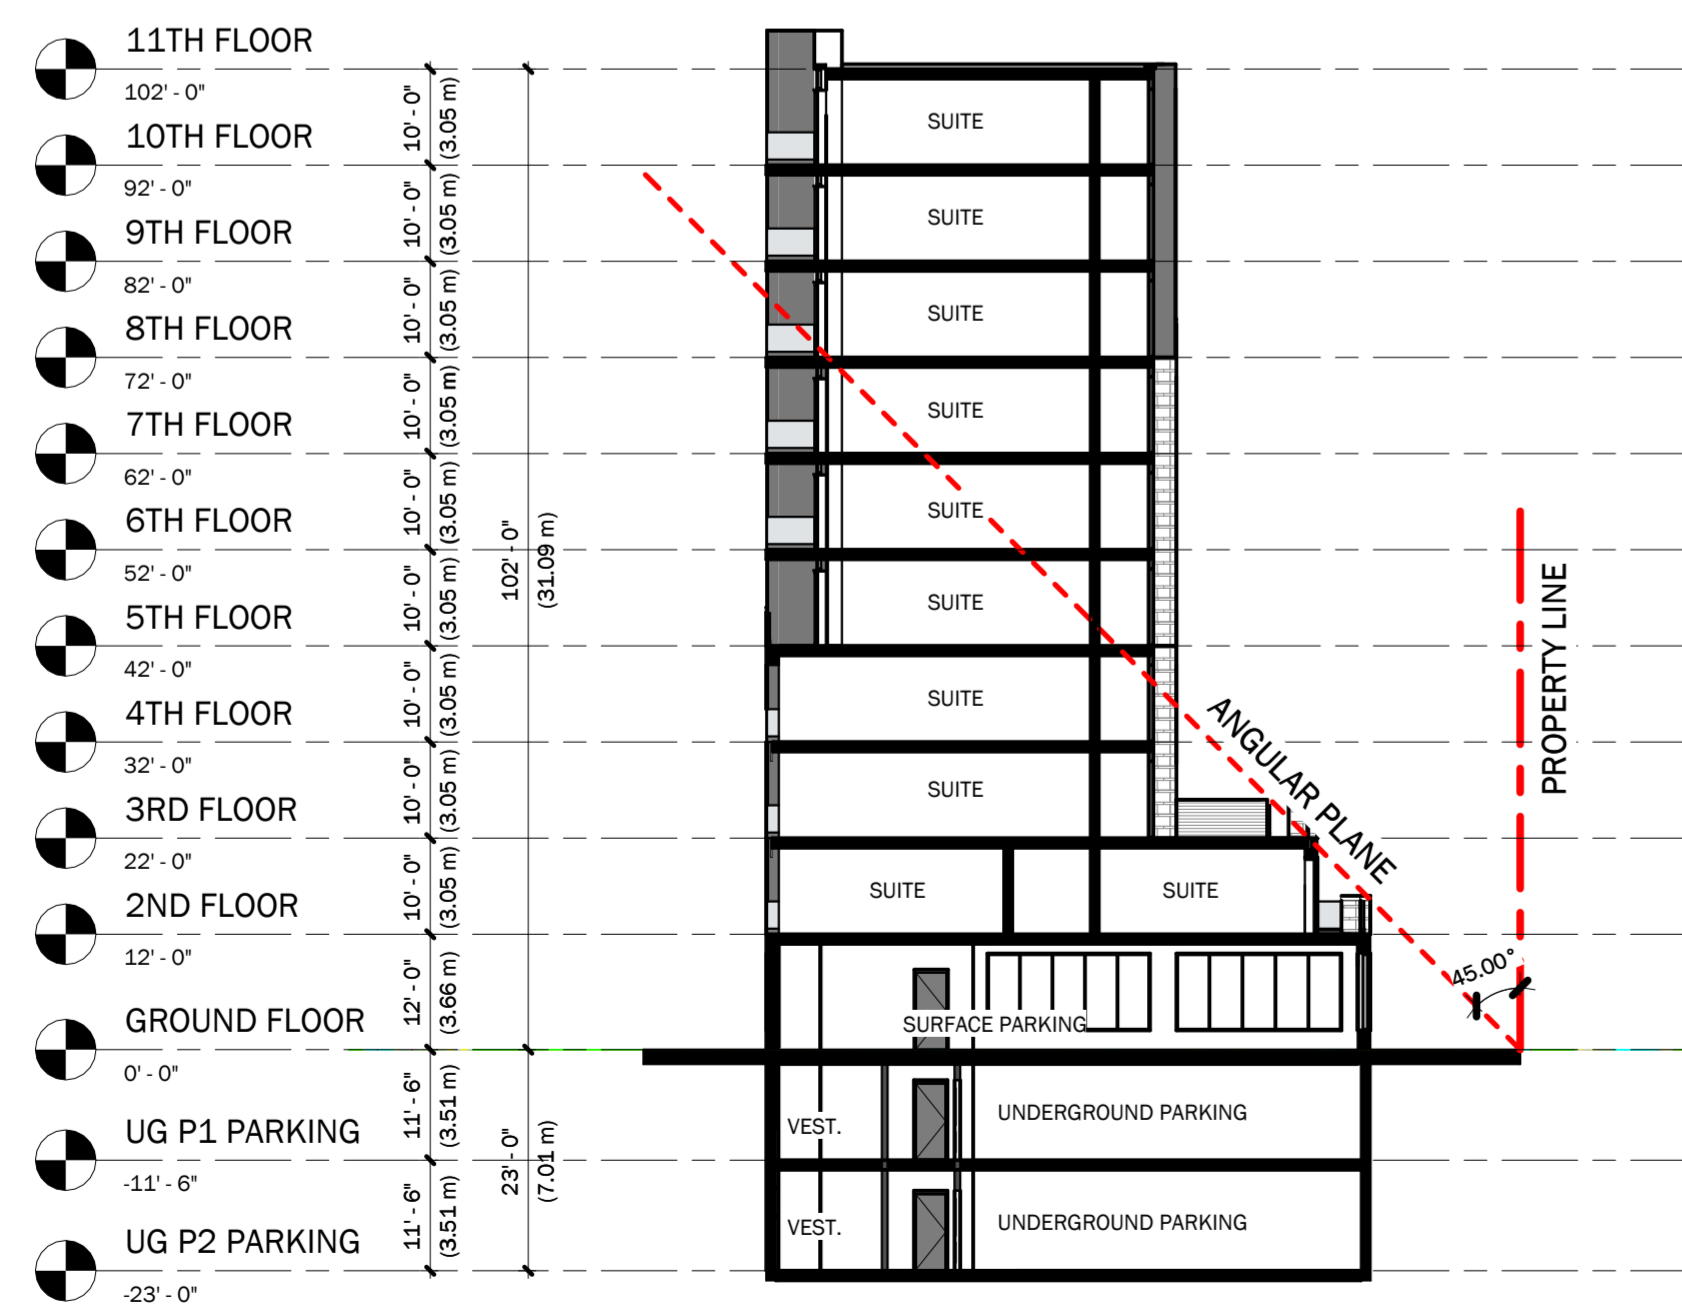 11TH FLOOR
102' - 0"
10TH FLOOR
92' - 0"
9TH FLOOR
82' - 0"
8TH FLOOR
72' - 0"
7TH FLOOR
62' - 0"
6TH FLOOR
52' - 0"
5TH FLOOR
42' - 0"
4TH FLOOR
32' - 0"
3RD FLOOR
22' - 0"
2ND FLOOR
12' - 0"
GROUND FLOOR
0' - 0"
UG P1 PARKING
-11' - 6"
UG P2 PARKING
-23' - 0"
10' - 0"
(3.05 m)
10' - 0"
(3.05 m)
10' - 0"
(3.05 m)
10' - 0"
(3.05 m)
10' - 0"
(3.05 m)
10' - 0"
(3.05 m)
10' - 0"
(3.05 m)
10' - 0"
(3.05 m)
10' - 0"
(3.05 m)
12' - 0"
(3.66 m)
11' - 6"
(3.51 m)
11' - 6"
(3.51 m)
102' - 0"
(31.09 m)
23' - 0"
(7.01 m)
SUITE
SUITE
SUITE
SUITE
SUITE
SUITE
SUITE
SUITE
SUITE
SUITE
SURFACE PARKING
VEST.
UNDERGROUND PARKING
VEST.
UNDERGROUND PARKING
ANGULAR PLANE
45.00°
PROPERTY LINE